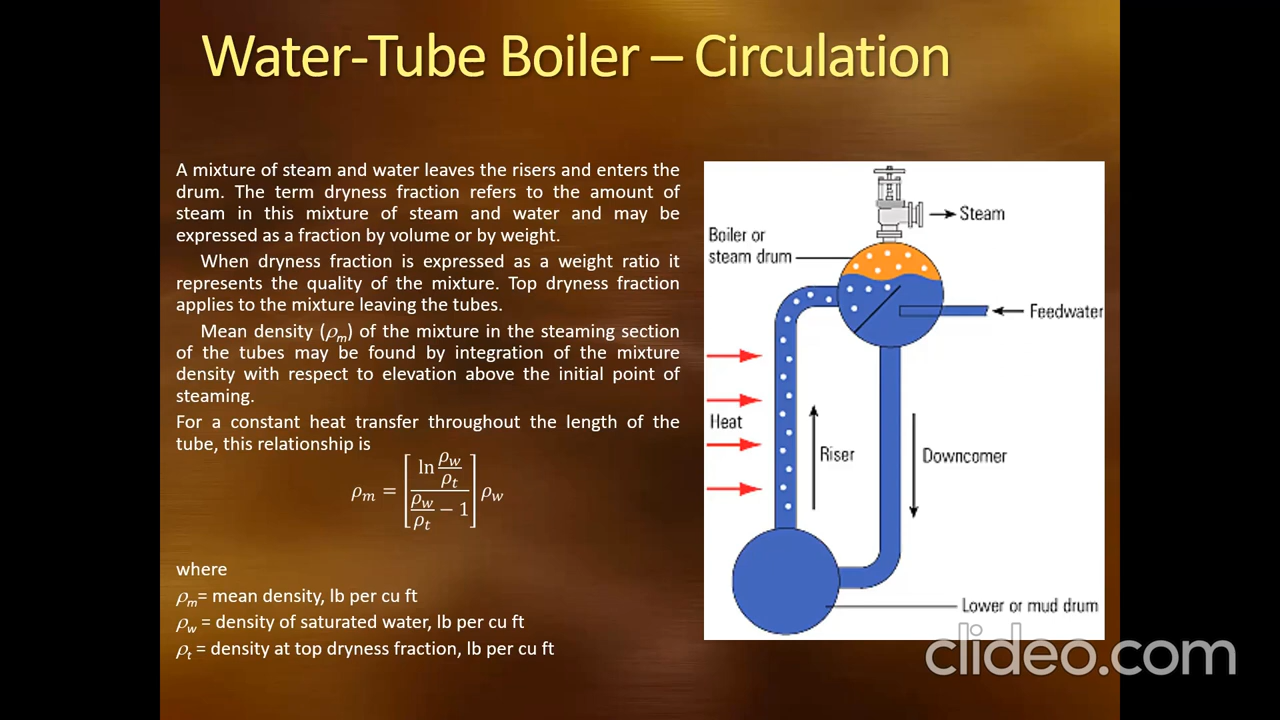 Water-Tube Boiler – Circulation
A mixture of steam and water leaves the risers and enters the
drum. The term dryness fraction refers to the amount of
steam in this mixture of steam and water and may be
expressed as a fraction by volume or by weight.
When dryness fraction is expressed as a weight ratio it
represents the quality of the mixture. Top dryness fraction
applies to the mixture leaving the tubes.
Mean density (ρm) of the mixture in the steaming section
of the tubes may be found by integration of the mixture
density with respect to elevation above the initial point of
steaming.
For a constant heat transfer throughout the length of the
tube, this relationship is
ρm = [ln ρw/ρt / ρw/ρt − 1] ρw
where
ρm= mean density, lb per cu ft
ρw = density of saturated water, lb per cu ft
ρt = density at top dryness fraction, lb per cu ft
Steam
Boiler or
steam drum
Feedwater
Heat
Riser
Downcomer
Lower or mud drum
clideo.com